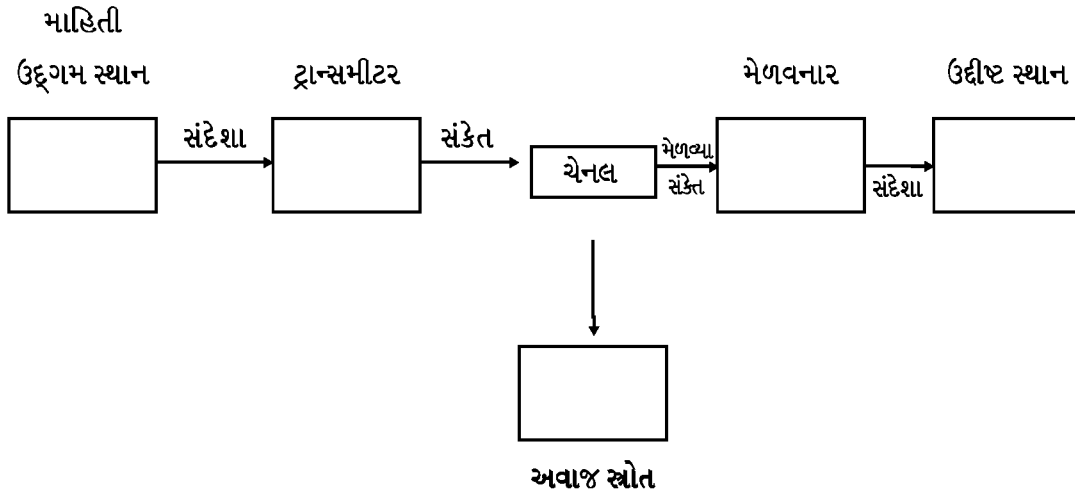 માહિતી
ઉદ્‌ગમ સ્થાન
ટ્રાન્સમીટર
મેળવનાર
ઉદ્દીષ્ટ સ્થાન
સંદેશા
સંકેત
ચેનલ
મેળવ્યા
સંકેત
સંદેશા
અવાજ સ્ત્રોત